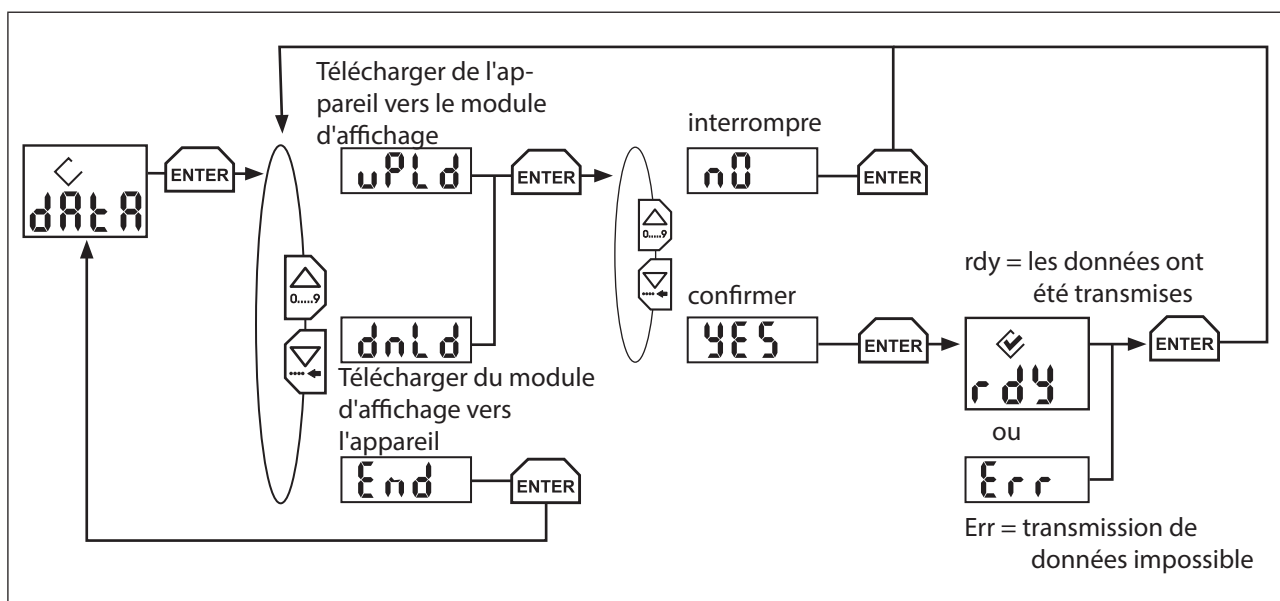 Télécharger de l'ap-
pareil vers le module
d'affichage
dAtA
ENTER
uPLd
ENTER
0.....9
.... 
dnLd
Télécharger du module
d'affichage vers
l'appareil
End
ENTER
0.....9
.... 
interrompre
nO
ENTER
confirmer
YES
ENTER
rdy = les données ont
été transmises
rdY
ENTER
ou
Err
Err = transmission de
données impossible